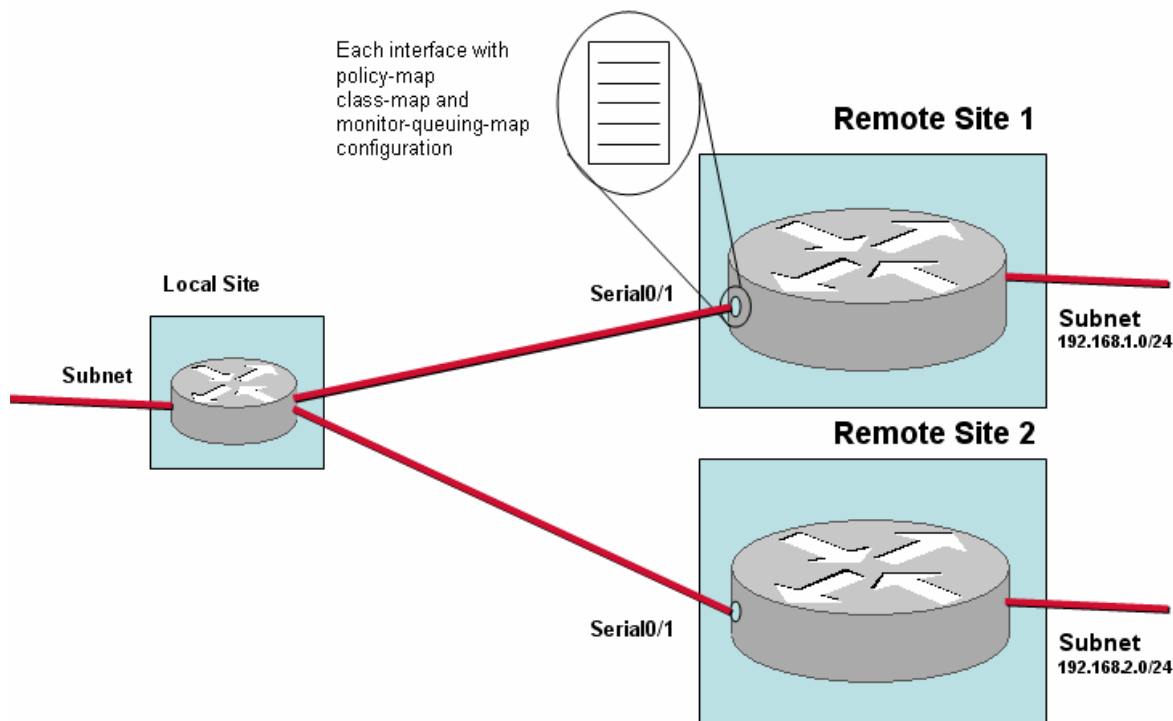 Each interface with
policy-map
class-map and
monitor-queuing-map
configuration
Remote Site 1
Local Site
Serial0/1
Subnet
192.168.1.0/24
Subnet
Remote Site 2
Serial0/1
Subnet
192.168.2.0/24